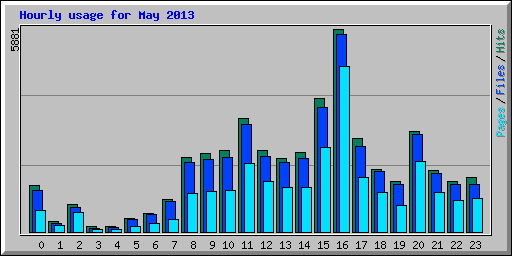 Hourly usage for May 2013
5881
Pages/Files/Hits
0 1 2 3 4 5 6 7 8 9 10 11 12 13 14 15 16 17 18 19 20 21 22 23